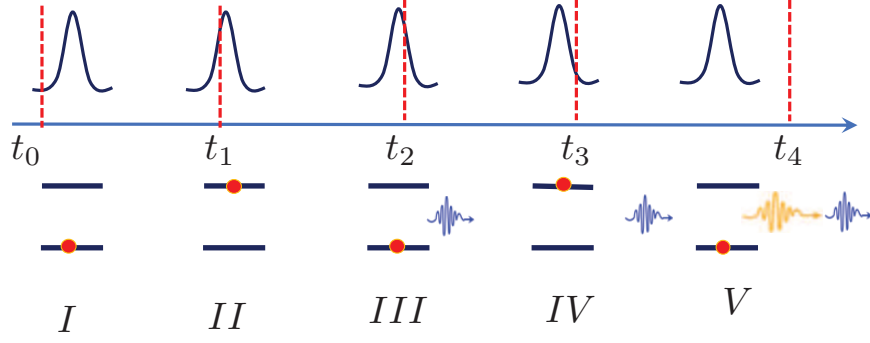 t₀ t₁ t₂ t₃ t₄
I II III IV V